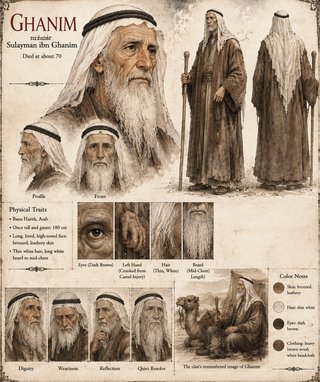 GHANIM
Sulayman ibn Ghanim
Died at about 70
Profile
Front
Physical Traits
• Banu Harith, Arab
• Once tall and gaunt, 180 cm
• Long, lined, high-nosed face;
bronzed, leathery skin
• Thin white hair; long white
beard to mid-chest
Eyes (Dark Brown)
Left Hand
(Crooked from
Camel Injury)
Hair
(Thin, White)
Beard
(Mid-Chest
Length)
Color Notes
Skin: bronzed,
leathery
Hair: thin white
Eyes: dark
brown
Clothing: heavy
brown wool,
white headcloth
Dignity
Weariness
Reflection
Quiet Resolve
The clan's remembered image of Ghanim